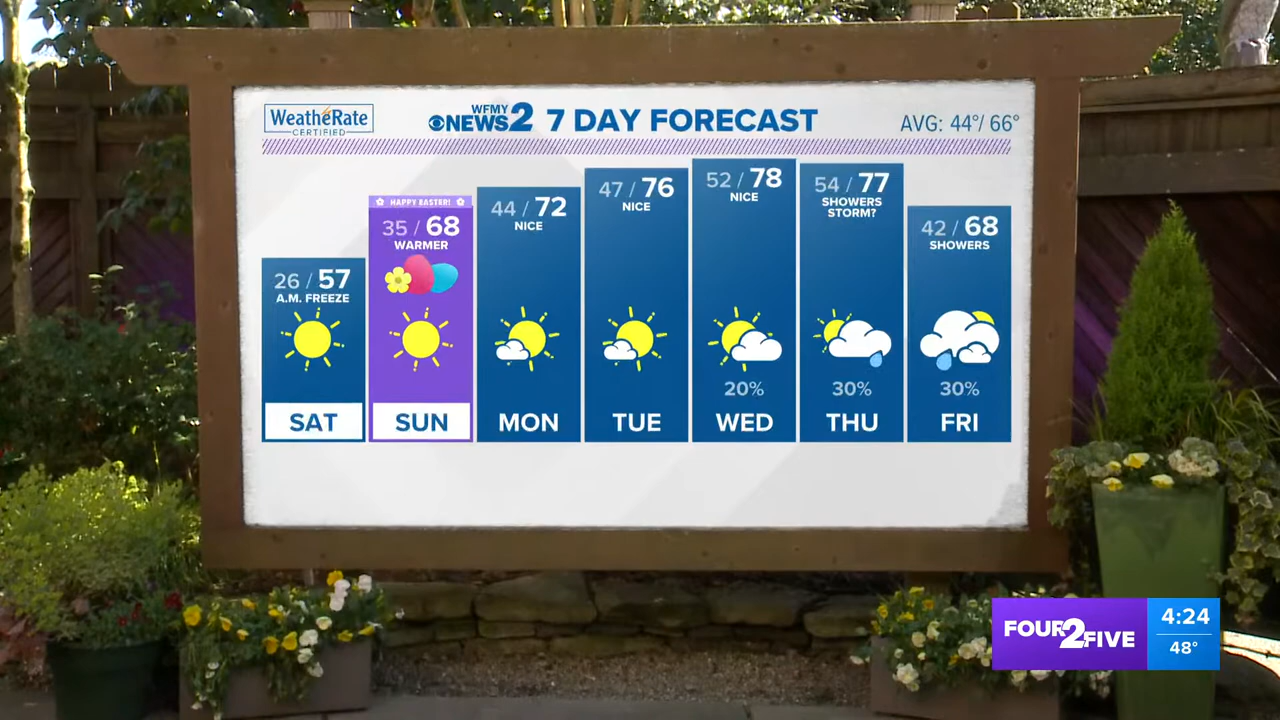 WeatheRate
CERTIFIED
WFMY
NEWS 2 7 DAY FORECAST
AVG: 44°/ 66°
26 / 57
A.M. FREEZE
SAT
HAPPY EASTER!
35 / 68
WARMER
SUN
44 / 72
NICE
MON
47 / 76
NICE
TUE
52 / 78
NICE
20%
WED
54 / 77
SHOWERS
STORM?
30%
THU
42 / 68
SHOWERS
30%
FRI
FOUR2FIVE
4:24
48°